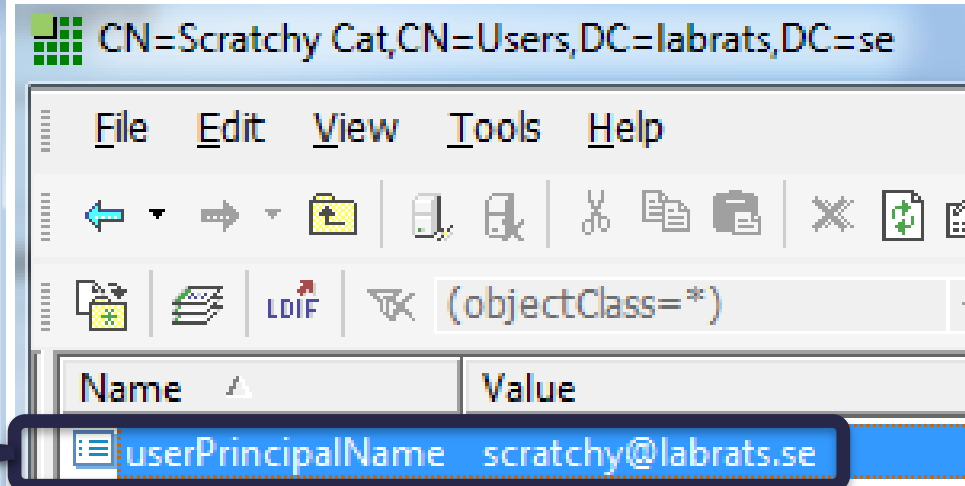 CN=Scratchy Cat,CN=Users,DC=labrats,DC=se
File Edit View Tools Help
LDIF (objectClass=*)
Name Value
userPrincipalName scratchy@labrats.se